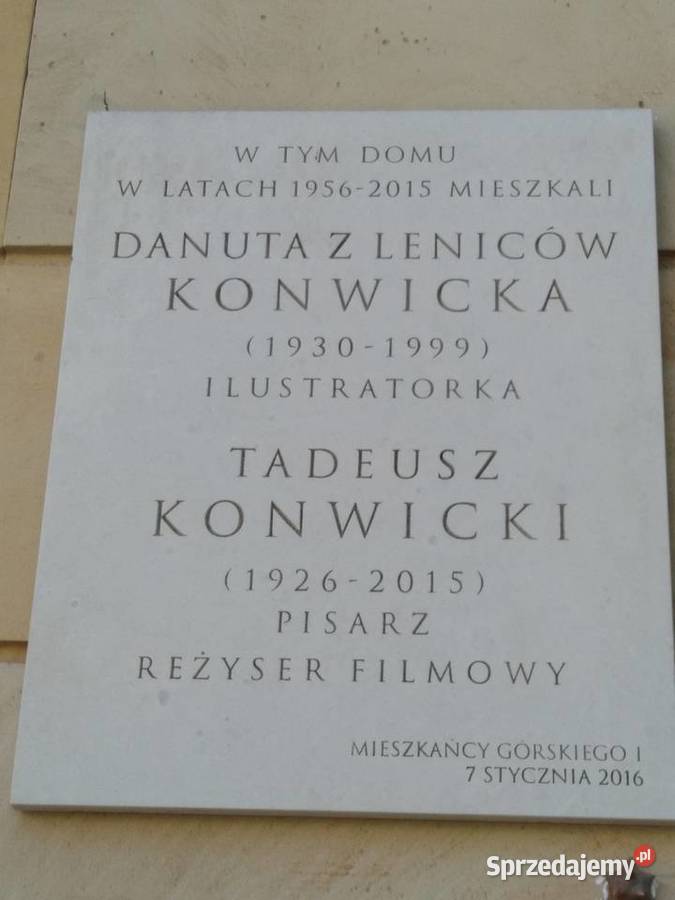 W TYM DOMU
W LATACH 1956-2015 MIESZKALI
DANUTA Z LENICÓW
KONWICKA
(1930-1999)
ILUSTRATORKA
TADEUSZ
KONWICKI
(1926-2015)
PISARZ
REŻYSER FILMOWY
MIESZKAŃCY GÓRSKIEGO 1
7 STYCZNIA 2016
Sprzedajemy.pl